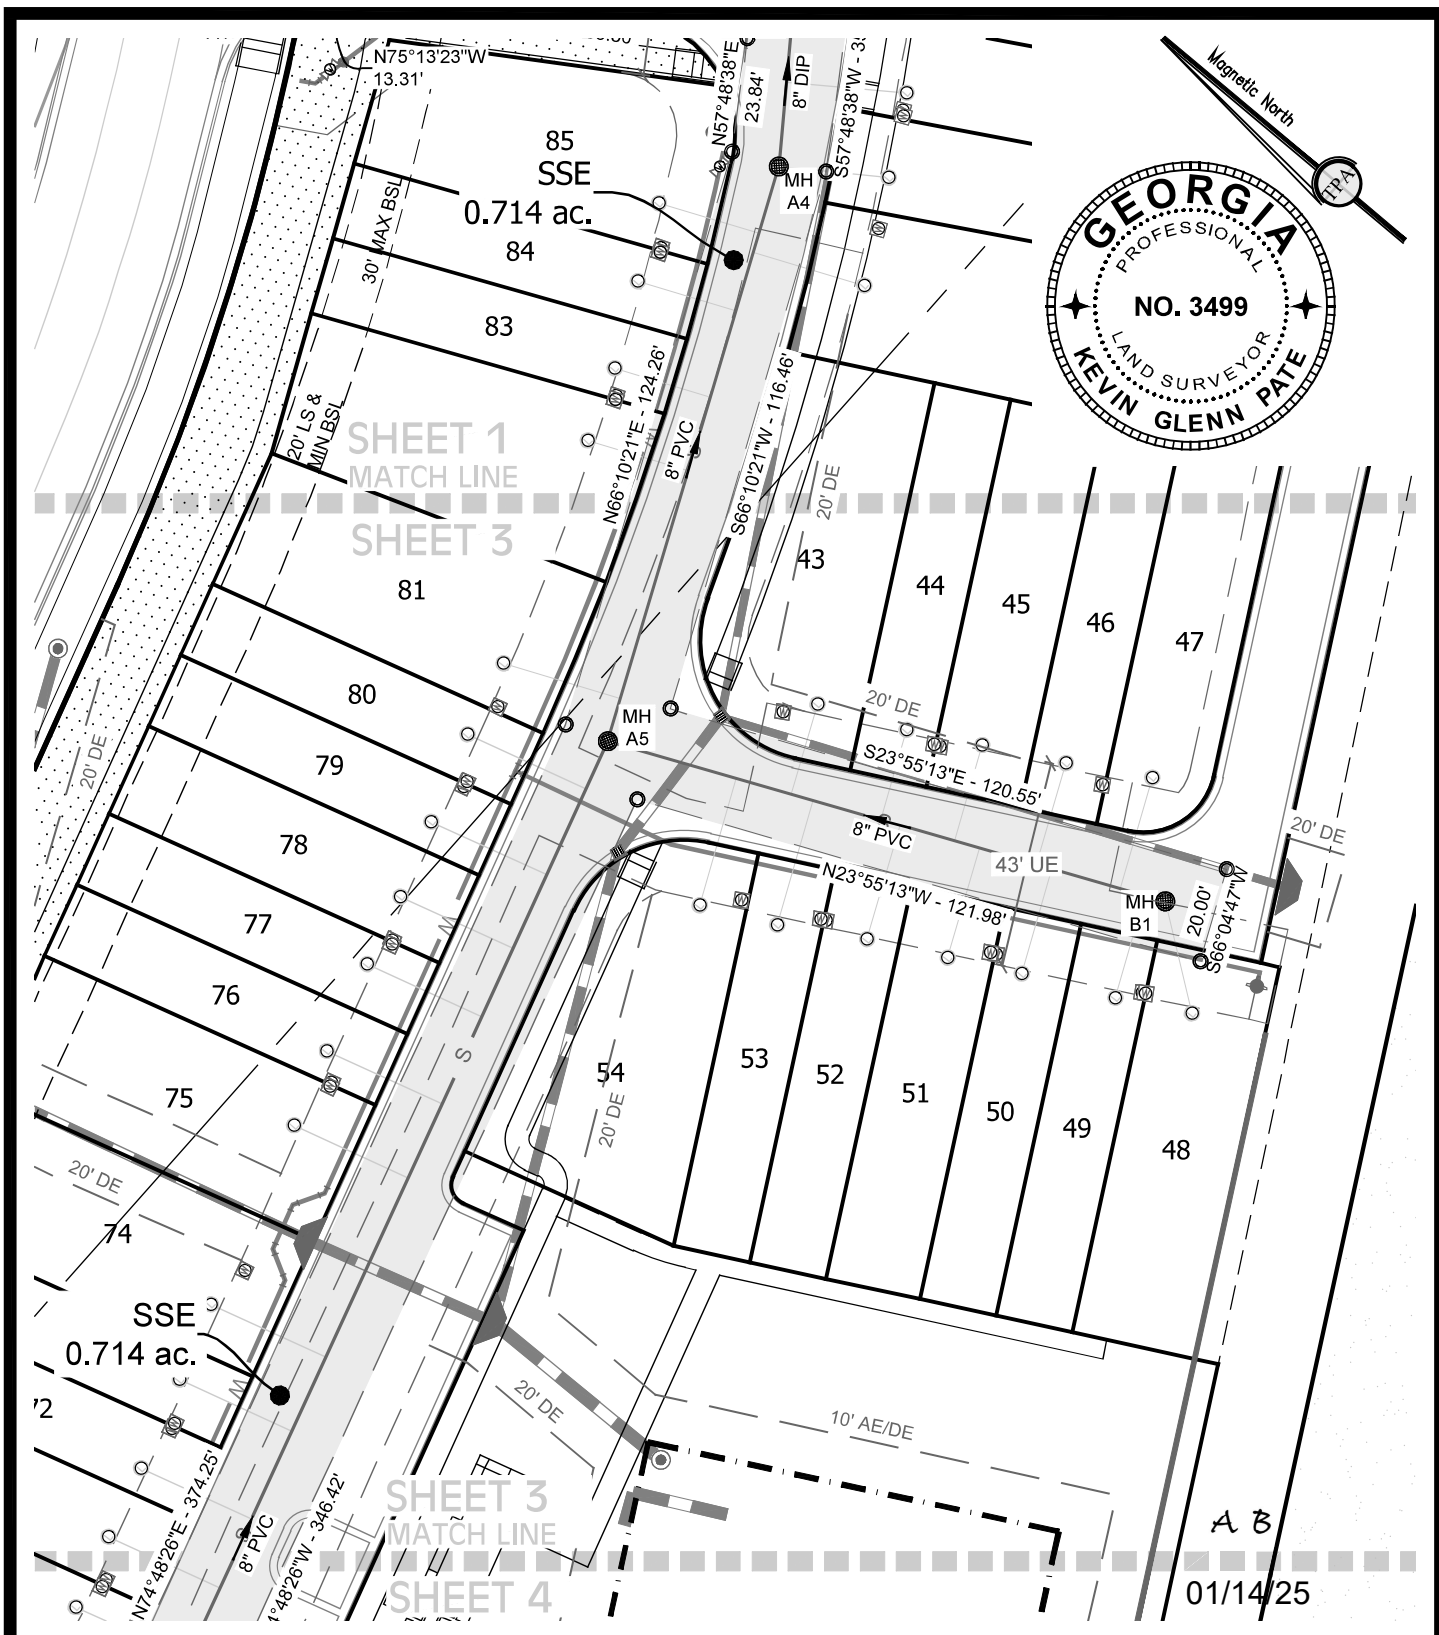 N75°13'23"W
13.31'
N57°48'38"E
23.84'
8" DIP
S57°48'38"W - 3
Magnetic North
TPA
GEORGIA
PROFESSIONAL
NO. 3499
LAND SURVEYOR
KEVIN GLENN PATE
85
SSE
0.714 ac.
MH
A4
84
30' MAX BSL
83
N66°10'21"E - 124.26'
S66°10'21"W - 116.46'
20' LS &
MIN BSL
8" PVC
20' DE
SHEET 1
MATCH LINE
SHEET 3
W
81
43
44
45
46
47
80
MH
A5
20' DE
20' DE
79
S23°55'13"E - 120.55'
78
8" PVC
43' UE
20' DE
N23°55'13"W - 121.98'
MH
B1
20.00'
S66°04'47"W
77
W
76
S
75
54
53
52
51
50
49
48
20' DE
20' DE
74
SSE
0.714 ac.
W
72
20' DE
10' AE/DE
N74°48'26"E - 374.25'
8" PVC
4°48'26"W - 346.42'
SHEET 3
MATCH LINE
SHEET 4
A B
01/14/25